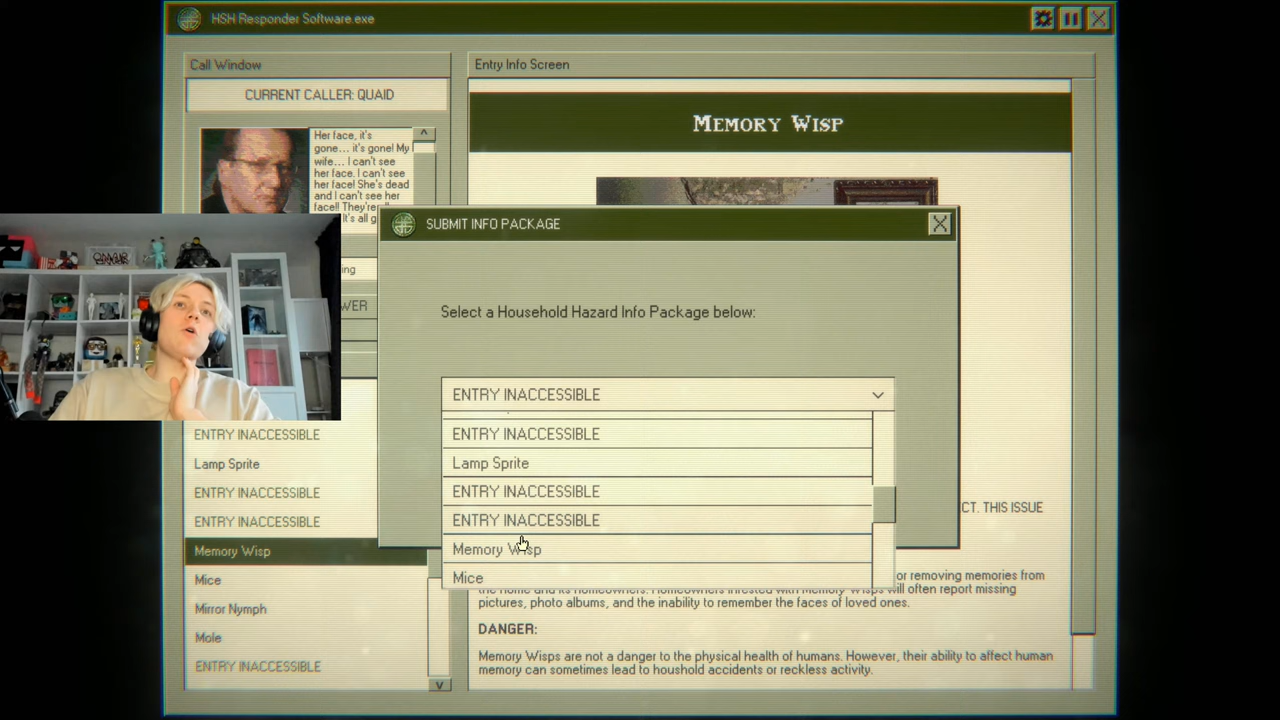 HSH Responder Software.exe
Call Window
CURRENT CALLER: QUAID
Her face, it's
gone... it's gone! My
wife... I can't see
her face. I can't see
her face! She's dead
and I can't see her
face!
It's all
ENTRY INACCESSIBLE
Lamp Sprite
ENTRY INACCESSIBLE
ENTRY INACCESSIBLE
Memory Wisp
Mice
Mirror Nymph
Mole
ENTRY INACCESSIBLE
Entry Info Screen
MEMORY WISP
SUBMIT INFO PACKAGE
Select a Household Hazard Info Package below:
ENTRY INACCESSIBLE
ENTRY INACCESSIBLE
Lamp Sprite
ENTRY INACCESSIBLE
ENTRY INACCESSIBLE
Memory Wisp
Mice
THIS ISSUE
or removing memories from
the home and its homeowners. Homeowners infested with Memory Wisps will often report missing
pictures, photo albums, and the inability to remember the faces of loved ones.
DANGER:
Memory Wisps are not a danger to the physical health of humans. However, their ability to affect human
memory can sometimes lead to houshold accidents or reckless activity.